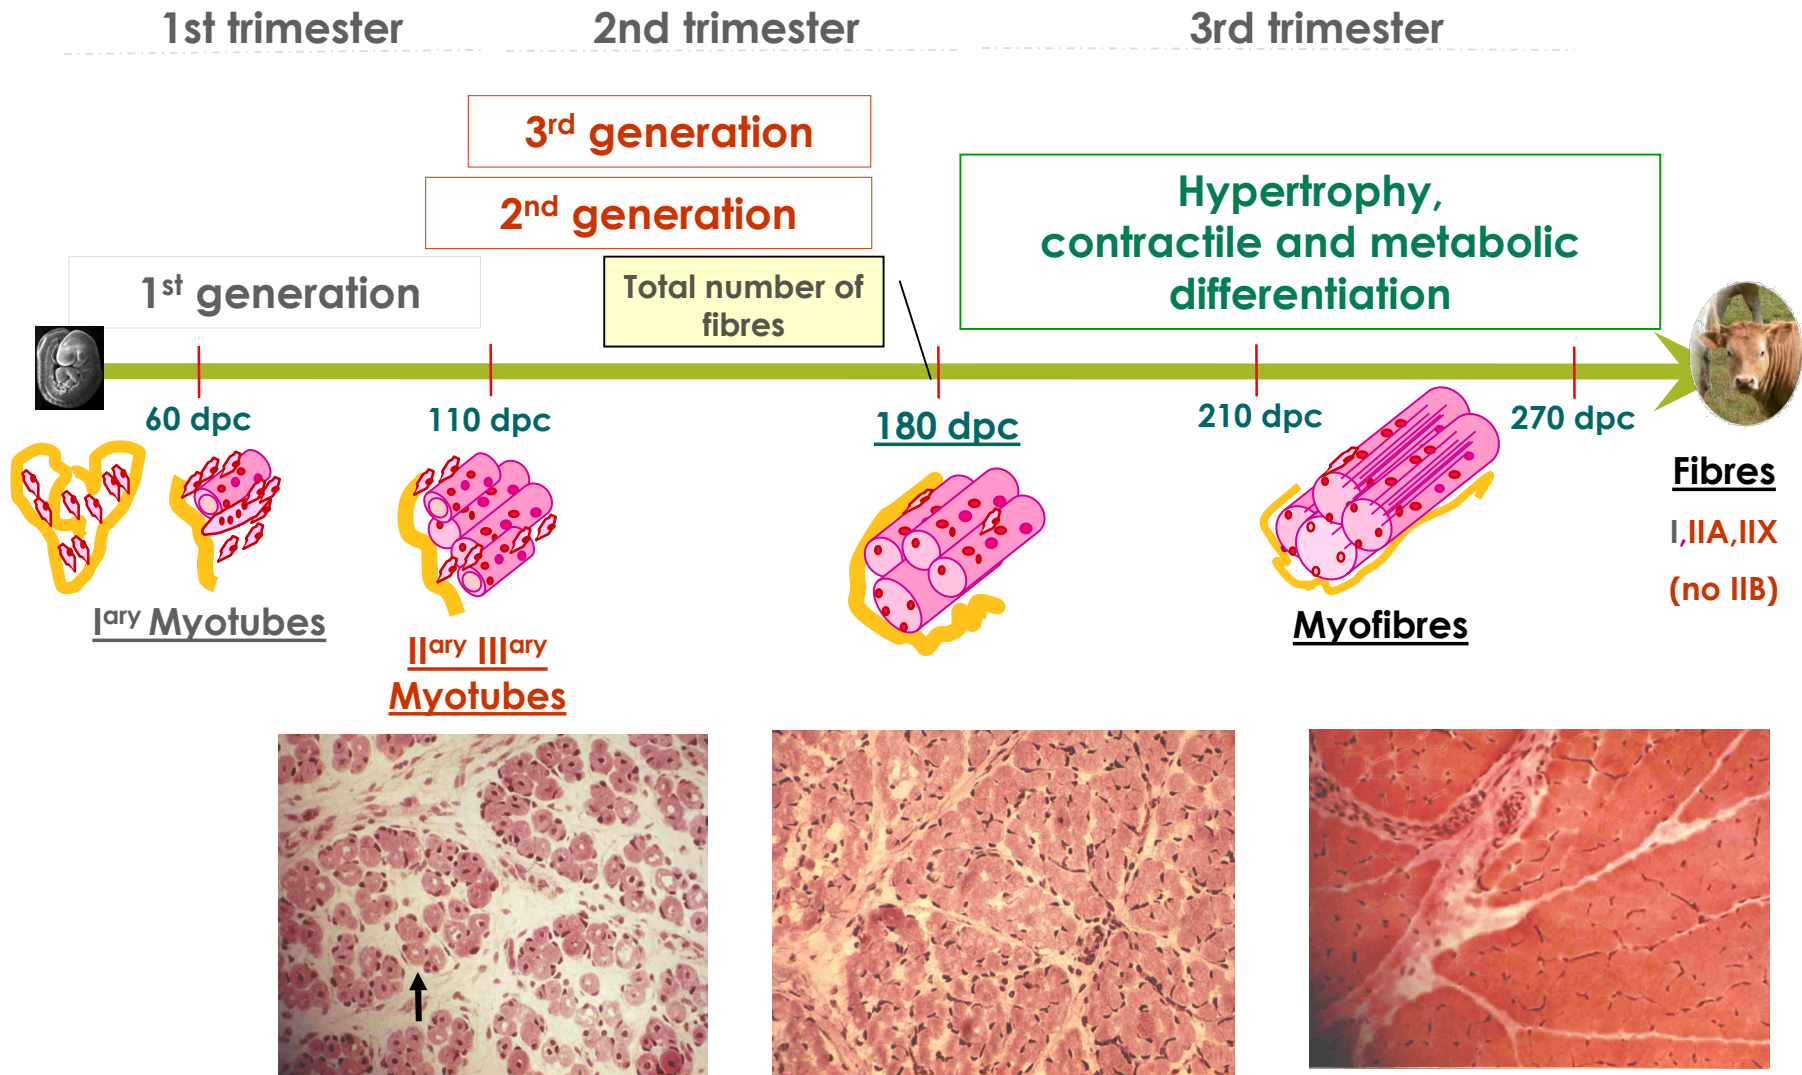 1st trimester
2nd trimester
3rd trimester
3rd generation
2nd generation
1st generation
Total number of
fibres
Hypertrophy,
contractile and metabolic
differentiation
60 dpc
110 dpc
180 dpc
210 dpc
270 dpc
Iary Myotubes
IIary IIIary
Myotubes
Myofibres
Fibres
I,IIA,IIX
(no IIB)